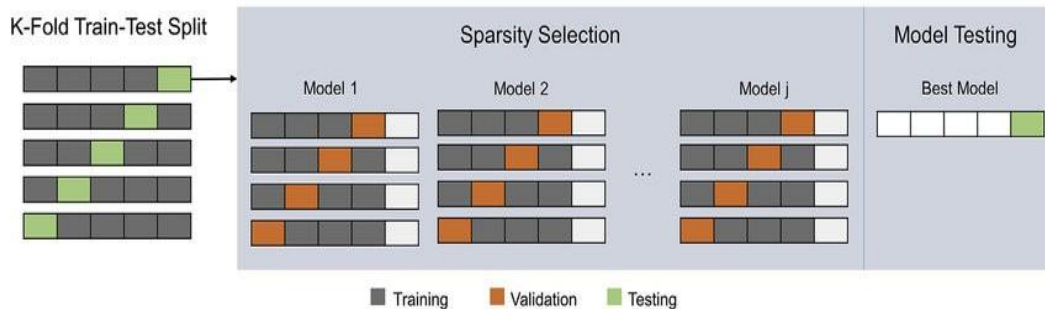 K-Fold Train-Test Split
Sparsity Selection
Model Testing
Model 1
Model 2
Model j
Best Model
...
Training
Validation
Testing